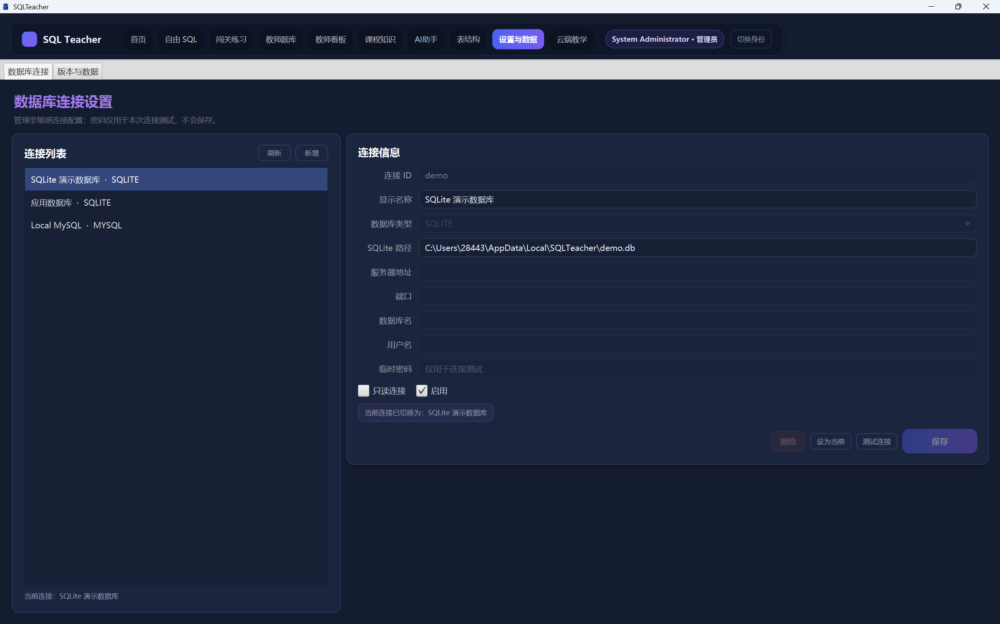 SQLTeacher
SQL Teacher 首页 自由 SQL 闯关练习 教师题库 教师看板 课程知识 AI助手 表结构 设置与数据 云端教学 System Administrator • 管理员 切换身份
数据库连接 版本与数据
数据库连接设置
管理非敏感连接配置；密码仅用于本次连接测试，不会保存。
连接列表 刷新 新增
SQLite 演示数据库 · SQLITE
应用数据库 · SQLITE
Local MySQL · MYSQL
当前连接：SQLite 演示数据库
连接信息
连接 ID demo
显示名称 SQLite 演示数据库
数据库类型 SQLITE
SQLite 路径 C:\Users\28443\AppData\Local\SQLTeacher\demo.db
服务器地址
端口
数据库名
用户名
临时密码 仅用于连接测试
只读连接 启用
当前连接已切换为：SQLite 演示数据库
删除 设为当前 测试连接 保存